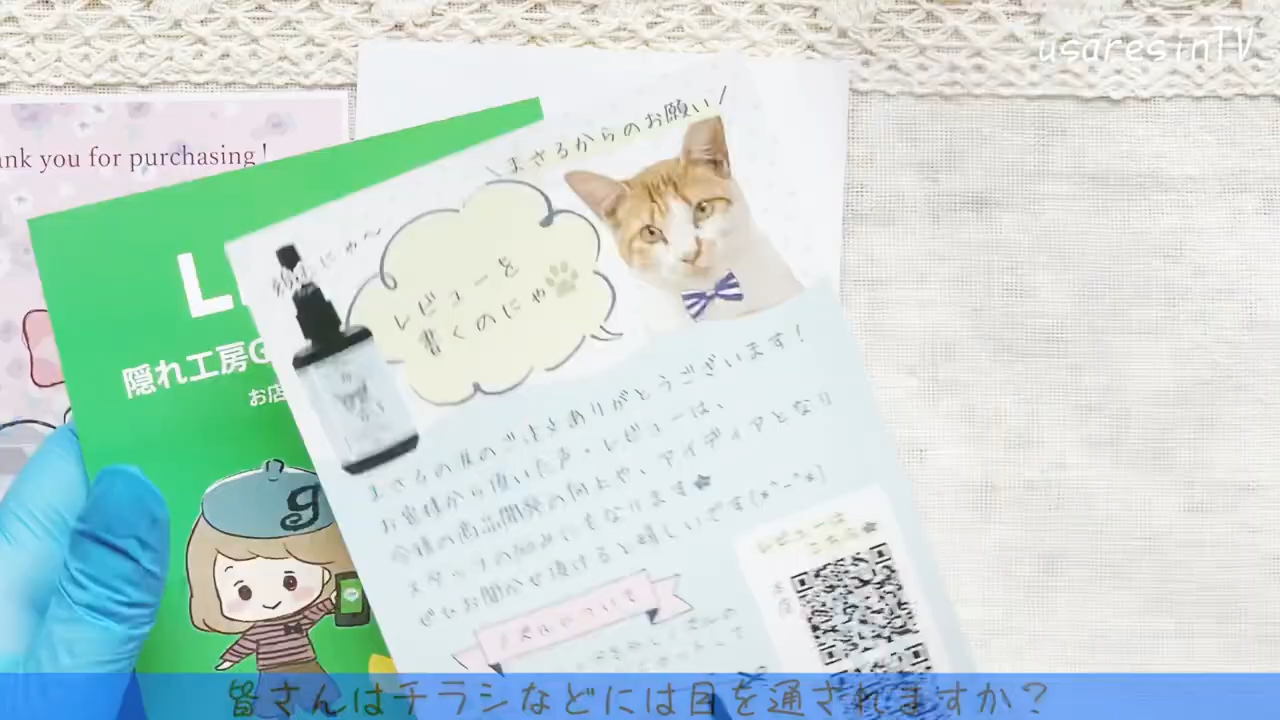 usaresinTV
ank you for purchasing!
\まさるからのお願い/
レビューを
書くのにゃ
L
隠れ工房G
お店
まさるの皿のご注文ありがとうございます!
お客様から頂いた声・レビューは、
今後の商品開発の向上や、アイディアとなり
スタッフの励みにもなります★
ぜひお聞かせ頂けると嬉しいです(*^-^*)
レビューは
こちら★
g
皆さんはチラシなどには目を通されますか?